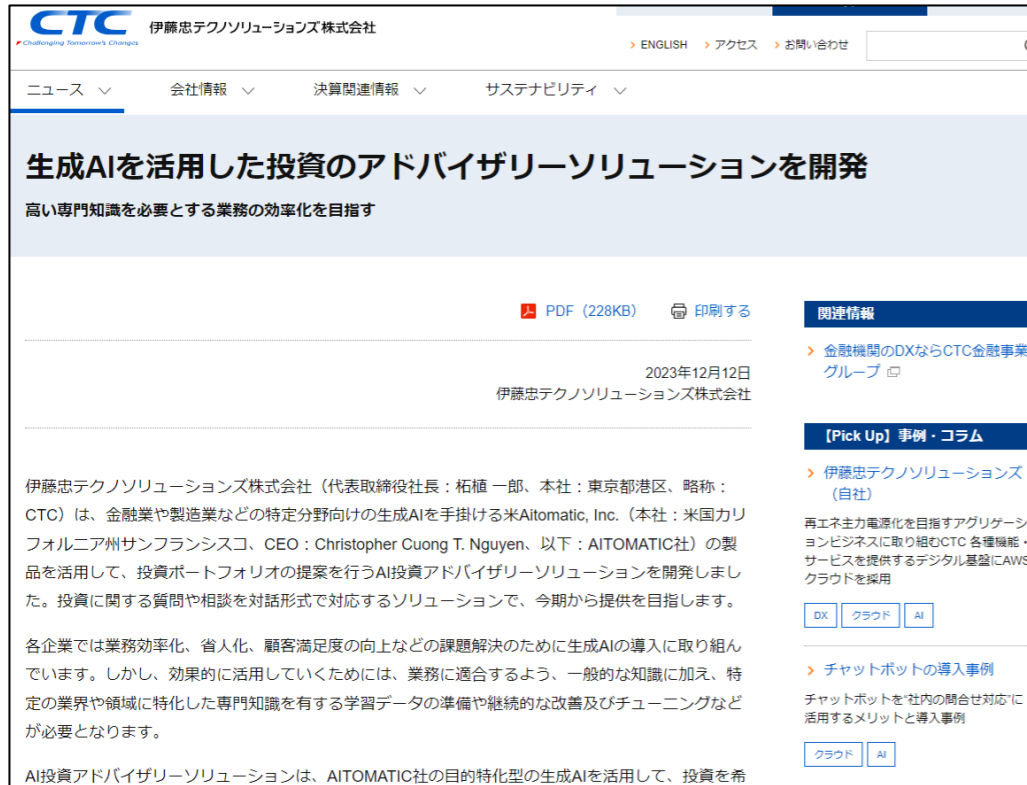 CTC
Challenging Tomorrow's Changes
伊藤忠テクノソリューションズ株式会社
ENGLISH アクセス お問い合わせ
ニュース 会社情報 決算関連情報 サステナビリティ
生成AIを活用した投資のアドバイザリーソリューションを開発
高い専門知識を必要とする業務の効率化を目指す
PDF（228KB） 印刷する
2023年12月12日
伊藤忠テクノソリューションズ株式会社
伊藤忠テクノソリューションズ株式会社（代表取締役社長：柘植 一郎、本社：東京都港区、略称：
CTC）は、金融業や製造業などの特定分野向けの生成AIを手掛ける米Aitomatic, Inc.（本社：米国カリ
フォルニア州サンフランシスコ、CEO：Christopher Cuong T. Nguyen、以下：AITOMATIC社）の製
品を活用して、投資ポートフォリオの提案を行うAI投資アドバイザリーソリューションを開発しまし
た。投資に関する質問や相談を対話形式で対応するソリューションで、今期から提供を目指します。
各企業では業務効率化、省人化、顧客満足度の向上などの課題解決のために生成AIの導入に取り組ん
でいます。しかし、効果的に活用していくためには、業務に適合するよう、一般的な知識に加え、特
定の業界や領域に特化した専門知識を有する学習データの準備や継続的な改善及びチューニングなど
が必要となります。
AI投資アドバイザリーソリューションは、AITOMATIC社の目的特化型の生成AIを活用して、投資を希
関連情報
金融機関のDXならCTC金融事業
グループ
【Pick Up】事例・コラム
伊藤忠テクノソリューションズ
（自社）
再エネ主力電源化を目指すアグリゲーシ
ョンビジネスに取り組むCTC 各種機能・
サービスを提供するデジタル基盤にAWS
クラウドを採用
DX クラウド AI
チャットボットの導入事例
チャットボットを"社内の問合せ対応"に
活用するメリットと導入事例
クラウド AI